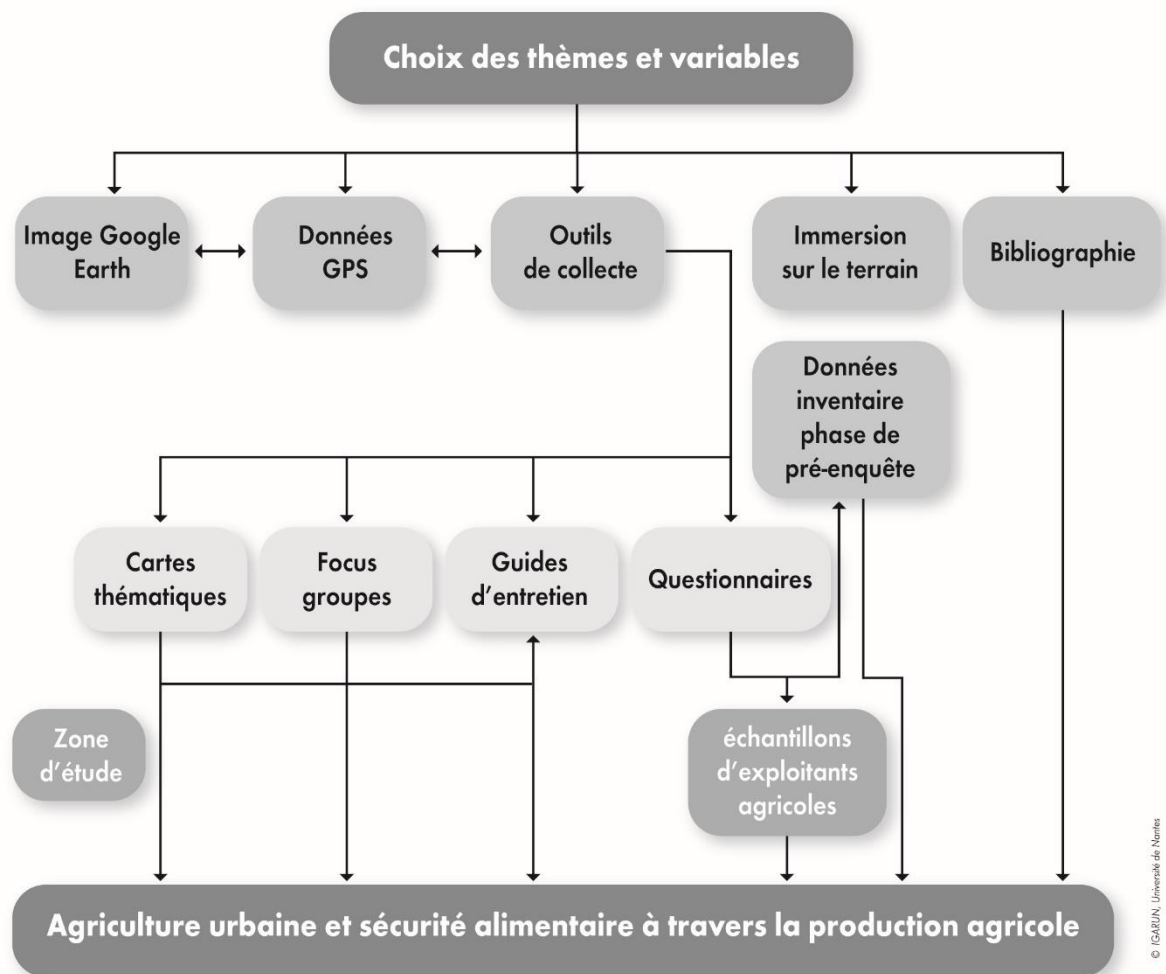 Choix des thèmes et variables
Image Google
Earth
Données
GPS
Outils
de collecte
Immersion
sur le terrain
Bibliographie
Données
inventaire
phase de
pré-enquête
Cartes
thématiques
Focus
groupes
Guides
d'entretien
Questionnaires
Zone
d'étude
échantillons
d'exploitants
agricoles
Agriculture urbaine et sécurité alimentaire à travers la production agricole
© IGARUN, Université de Nantes